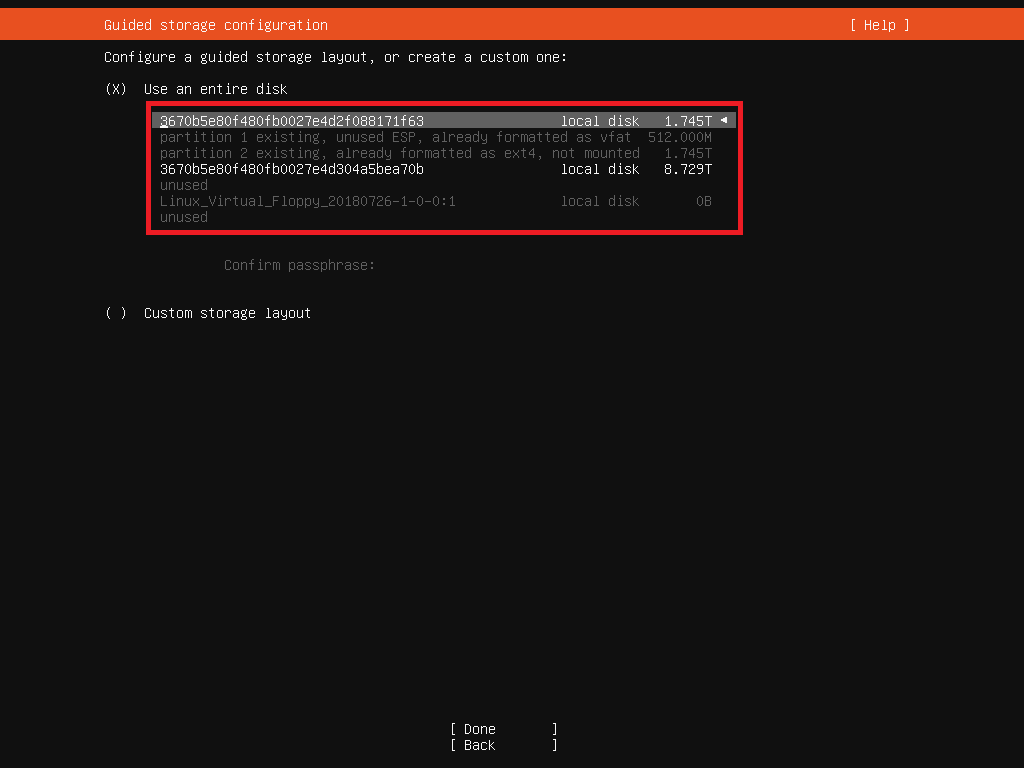 Guided storage configuration [ Help ]
Configure a guided storage layout, or create a custom one:
(X) Use an entire disk
3670b5e80f480fb0027e4d2f088171f63 local disk 1.745T ◄
partition 1 existing, unused ESP, already formatted as vfat 512.000M
partition 2 existing, already formatted as ext4, not mounted 1.745T
3670b5e80f480fb0027e4d304a5bea70b local disk 8.729T
unused
Linux_Virtual_Floppy_20180726-1-0-0:1 local disk 0B
unused
Confirm passphrase:
( ) Custom storage layout
[ Done ]
[ Back ]